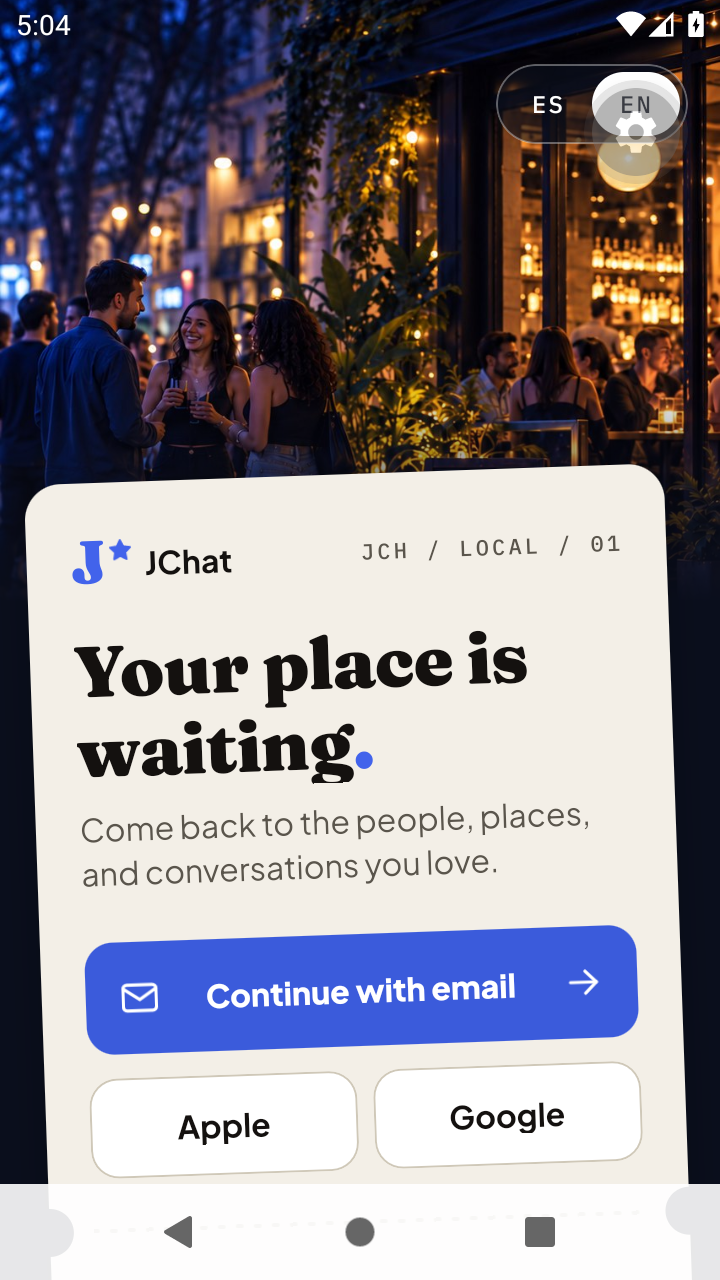 5:04
ES EN
JChat
JCH / LOCAL / 01
Your place is
waiting.
Come back to the people, places,
and conversations you love.
Continue with email
Apple
Google